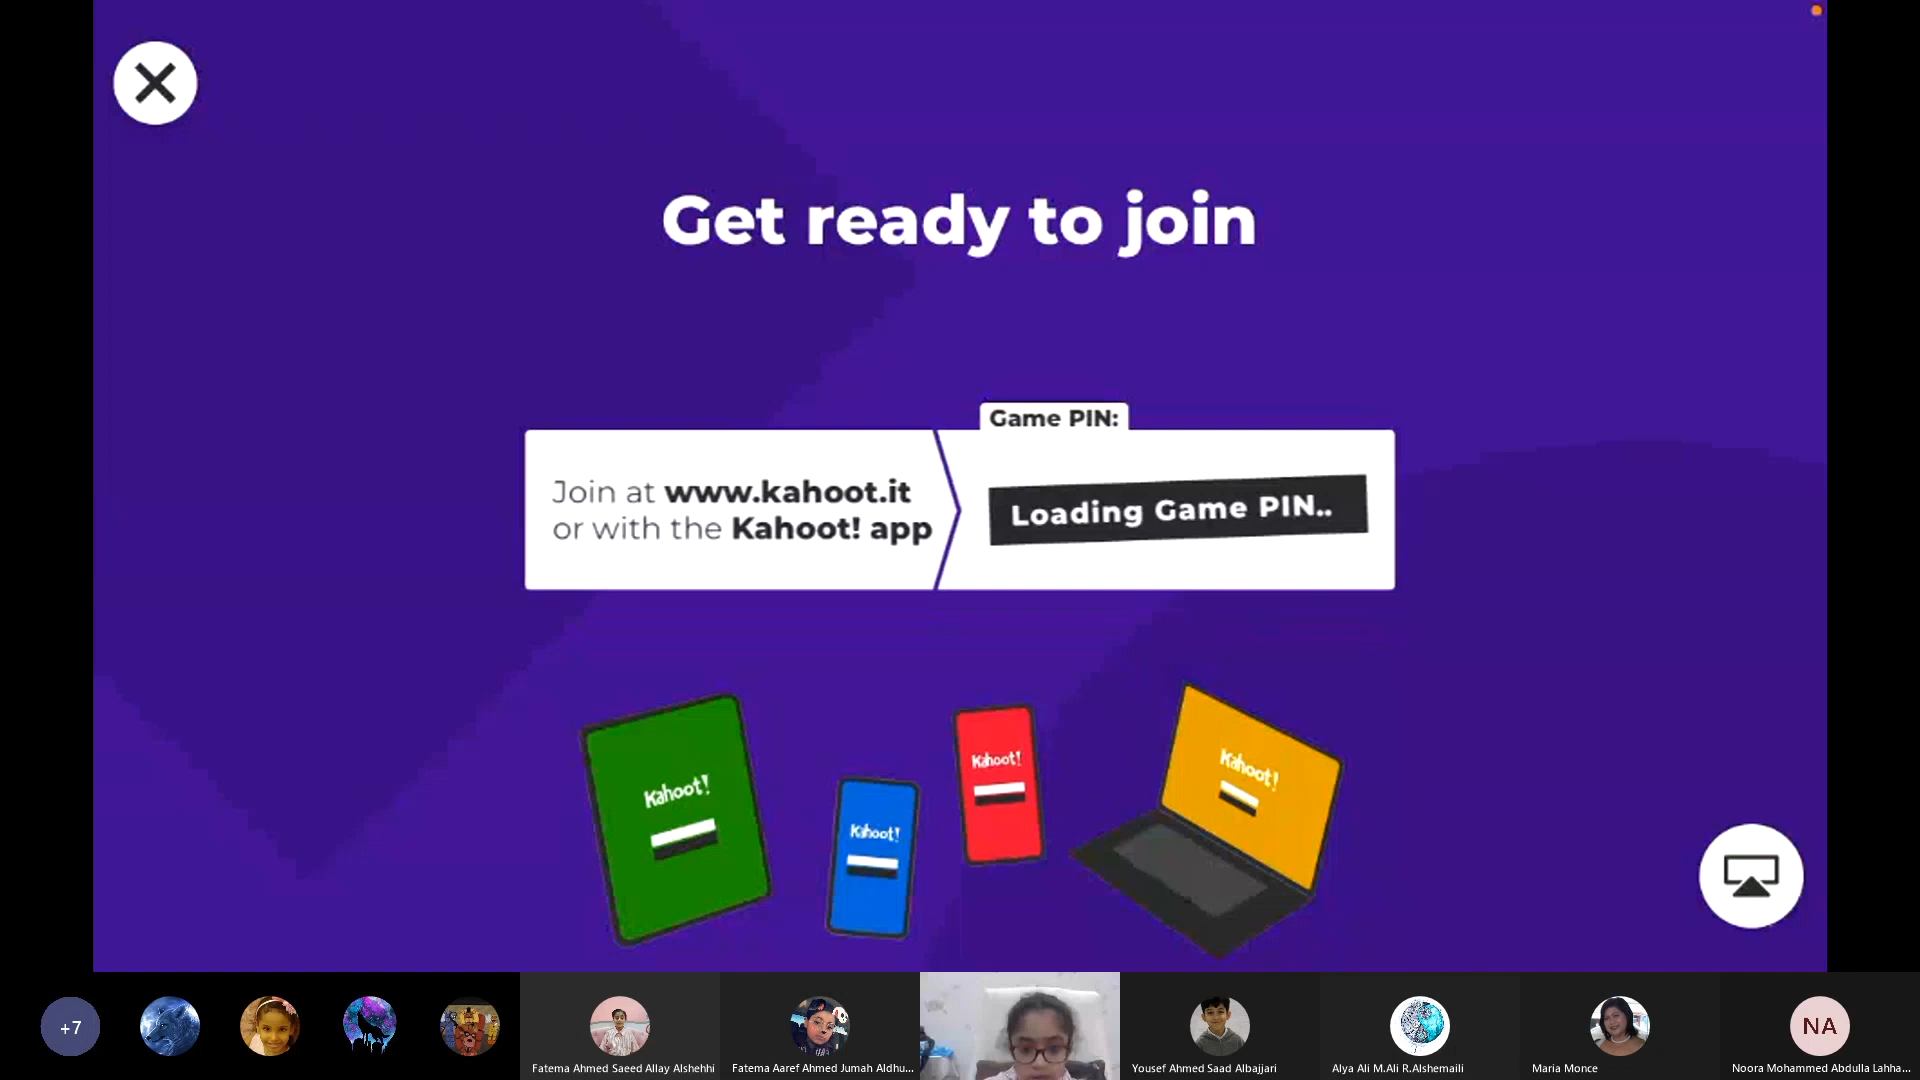 Get ready to join
Game PIN:
Join at www.kahoot.it
or with the Kahoot! app
Loading Game PIN..
Kahoot!
Kahoot!
Kahoot!
Kahoot!
+7
Fatema Ahmed Saeed Allay Alshehhi
Fatema Aaref Ahmed Jumah Aldhu...
Yousef Ahmed Saad Albajjari
Alya Ali M.Ali R.Alshemaili
Maria Monce
NA
Noora Mohammed Abdulla Lahha...